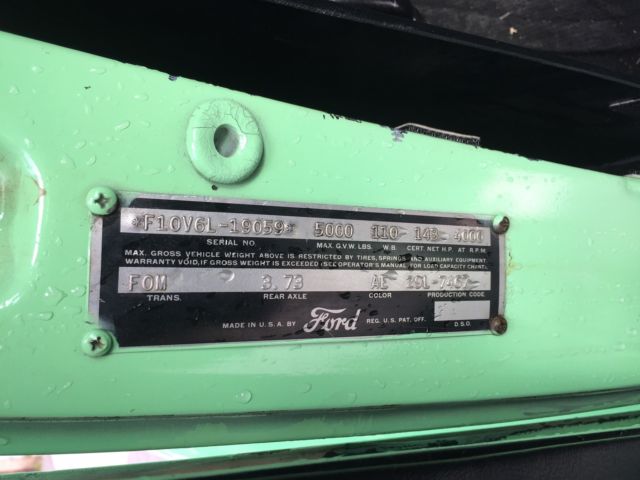 *F10V6L-19059* 5000 110 143 4000
SERIAL NO. MAX. G.V.W. LBS. W.B. CERT. NET H.P. AT R.P.M.
MAX. GROSS VEHICLE WEIGHT IS RESTRICTED BY TIRES, SPRINGS AND AUXILIARY EQUIPMENT.
WARRANTY VOID, IF GROSS WEIGHT IS EXCEEDED (SEE OPERATOR'S MANUAL FOR LOAD CAPACITY CHART).
FOM 3.73
TRANS. REAR AXLE COLOR PRODUCTION CODE
MADE IN U.S.A. BY Ford REG. U.S. PAT. OFF. D.S.O.